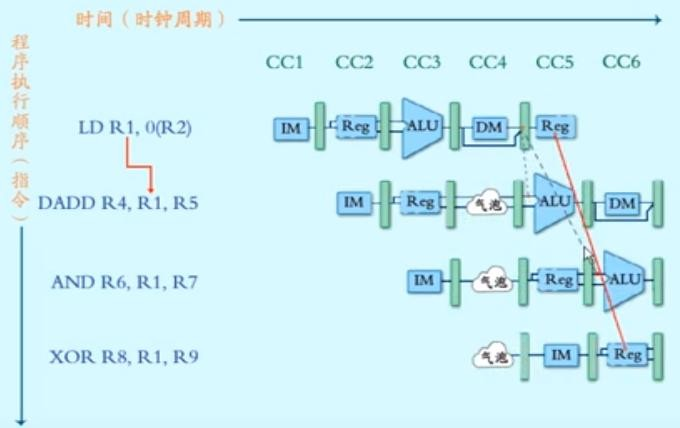 时间（时钟周期）
程序执行顺序（指令）
CC1 CC2 CC3 CC4 CC5 CC6
LD R1, 0(R2) IM Reg ALU DM Reg
DADD R4, R1, R5 IM Reg 气泡 ALU DM
AND R6, R1, R7 IM 气泡 Reg ALU
XOR R8, R1, R9 气泡 IM Reg